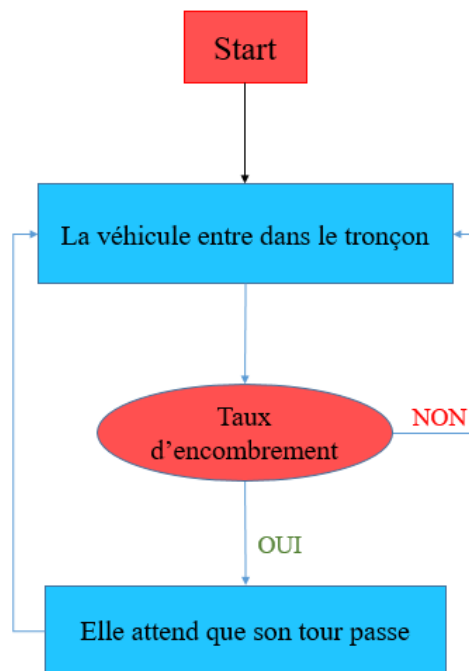 Start
La véhicule entre dans le tronçon
Taux
d’encombrement
NON
OUI
Elle attend que son tour passe